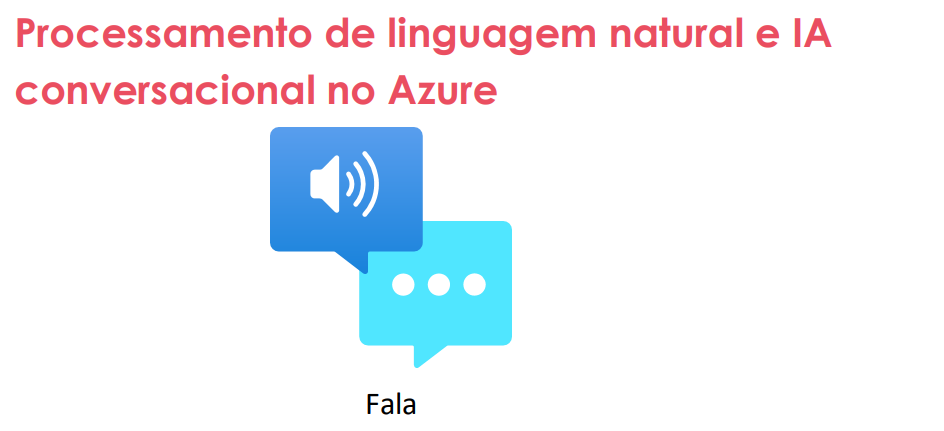 Processamento de linguagem natural e IA
conversacional no Azure
Fala